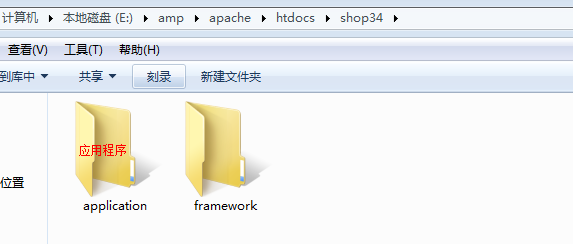 计算机 ▸ 本地磁盘 (E:) ▸ amp ▸ apache ▸ htdocs ▸ shop34 ▸
查看(V) 工具(T) 帮助(H)
到库中 共享 刻录 新建文件夹
应用程序
application framework
位置